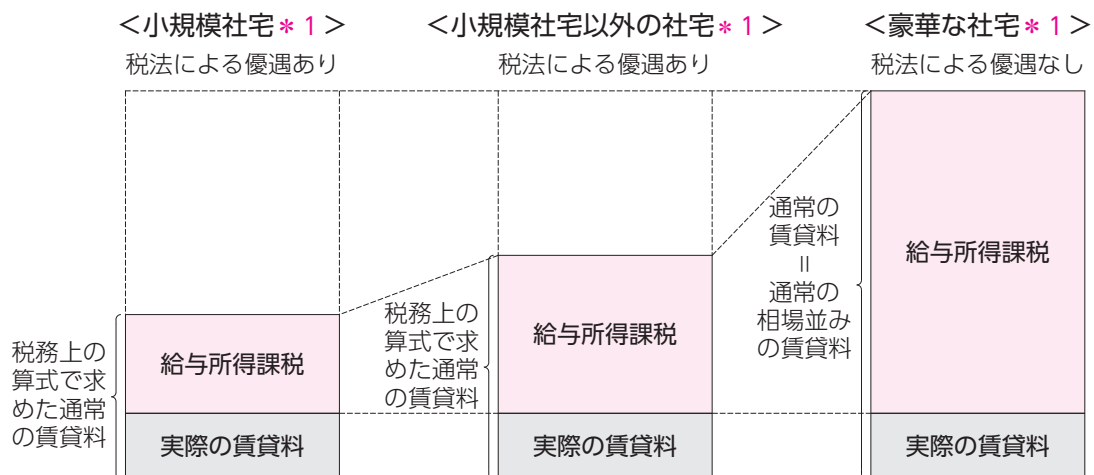 ＜小規模社宅＊1＞
税法による優遇あり
＜小規模社宅以外の社宅＊1＞
税法による優遇あり
＜豪華な社宅＊1＞
税法による優遇なし
税務上の
算式で求
めた通常
の賃貸料
給与所得課税
実際の賃貸料
税務上の
算式で求
めた通常
の賃貸料
給与所得課税
実際の賃貸料
通常の
賃貸料
＝
通常の
相場並み
の賃貸料
給与所得課税
実際の賃貸料